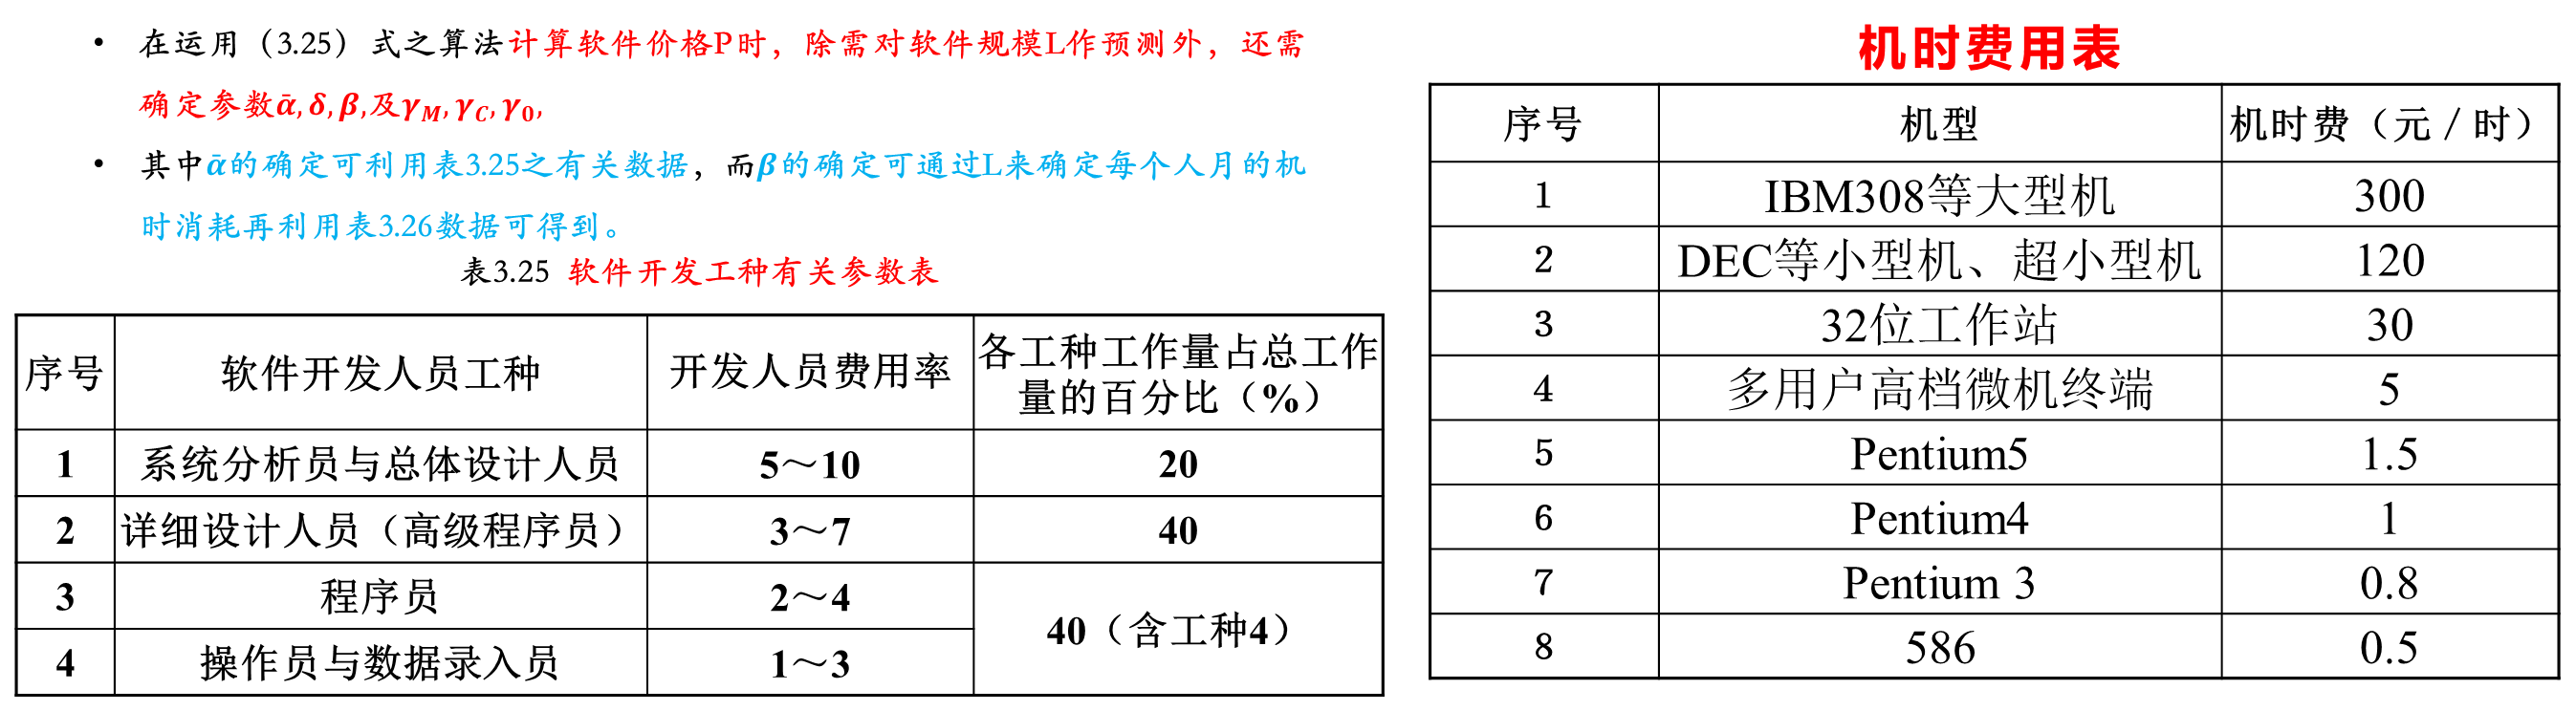 • 在运用（3.25）式之算法计算软件价格P时，除需对软件规模L作预测外，还需
确定参数ᾱ, δ, β,及γ_M, γ_C, γ_0,
• 其中ᾱ的确定可利用表3.25之有关数据，而β的确定可通过L来确定每个人月的机
时消耗再利用表3.26数据可得到。
表3.25 软件开发工种有关参数表
序号 软件开发人员工种 开发人员费用率 各工种工作量占总工作
量的百分比（%）
1 系统分析员与总体设计人员 5～10 20
2 详细设计人员（高级程序员） 3～7 40
3 程序员 2～4
40（含工种4）
4 操作员与数据录入员 1～3
机时费用表
序号 机型 机时费（元／时）
1 IBM308等大型机 300
2 DEC等小型机、超小型机 120
3 32位工作站 30
4 多用户高档微机终端 5
5 Pentium5 1.5
6 Pentium4 1
7 Pentium 3 0.8
8 586 0.5